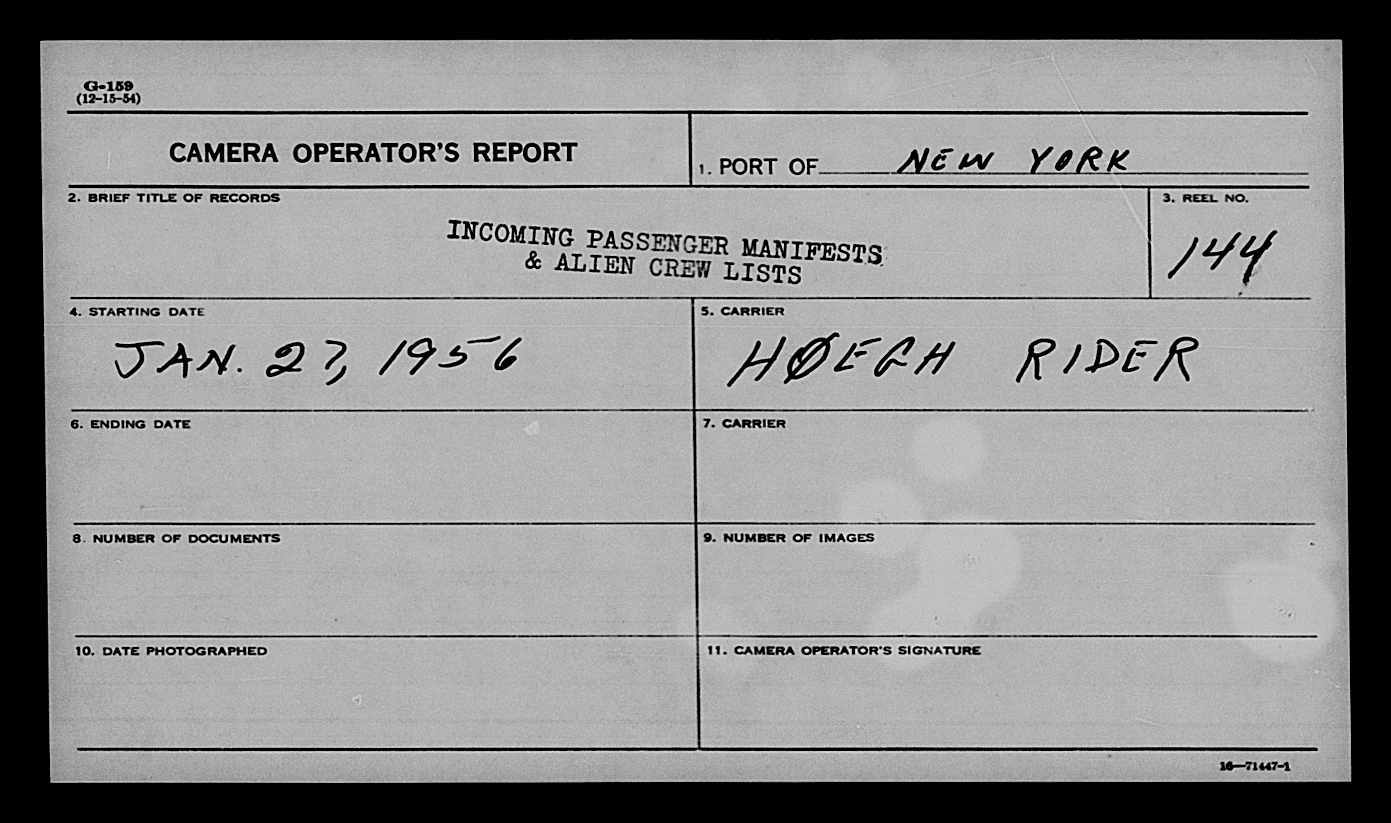 G-159
(12-15-54)
CAMERA OPERATOR'S REPORT
1. PORT OF NEW YORK
2. BRIEF TITLE OF RECORDS
INCOMING PASSENGER MANIFESTS
& ALIEN CREW LISTS
3. REEL NO.
144
4. STARTING DATE
JAN. 27, 1956
5. CARRIER
HØEGH RIDER
6. ENDING DATE
7. CARRIER
8. NUMBER OF DOCUMENTS
9. NUMBER OF IMAGES
10. DATE PHOTOGRAPHED
11. CAMERA OPERATOR'S SIGNATURE
16—71447-1